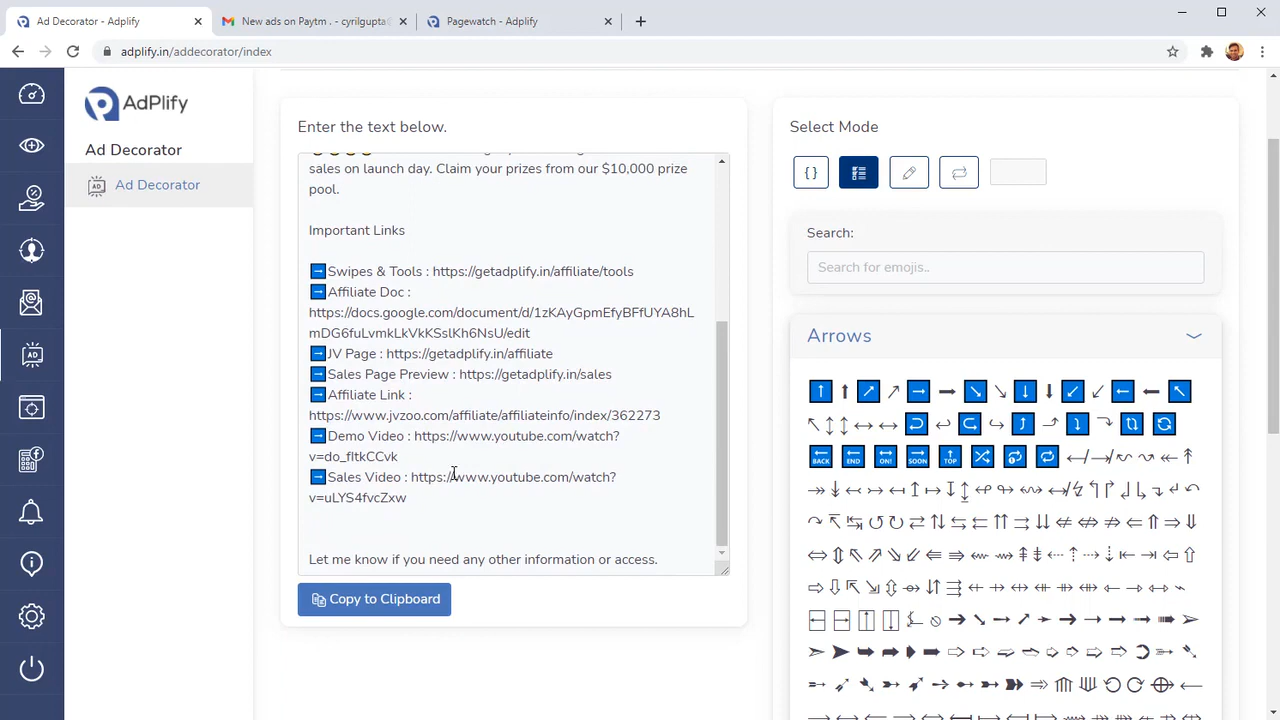 Ad Decorator - Adplify
New ads on Paytm . - cyrilgupta@
Pagewatch - Adplify
adplify.in/addecorator/index
AdPlify
Ad Decorator
Ad Decorator
Enter the text below.
sales on launch day. Claim your prizes from our $10,000 prize
pool.
Important Links
➡Swipes & Tools : https://getadplify.in/affiliate/tools
➡Affiliate Doc :
https://docs.google.com/document/d/1zKAyGpmEfyBFfUYA8hL
mDG6fuLvmkLkVkKSslKh6NsU/edit
➡JV Page : https://getadplify.in/affiliate
➡Sales Page Preview : https://getadplify.in/sales
➡Affiliate Link :
https://www.jvzoo.com/affiliate/affiliateinfo/index/362273
➡Demo Video : https://www.youtube.com/watch?
v=do_fItkCCvk
➡Sales Video : https://www.youtube.com/watch?
v=uLYS4fvcZxw
Let me know if you need any other information or access.
Copy to Clipboard
Select Mode
{ }
Search:
Search for emojis..
Arrows
BACK END ON! SOON TOP